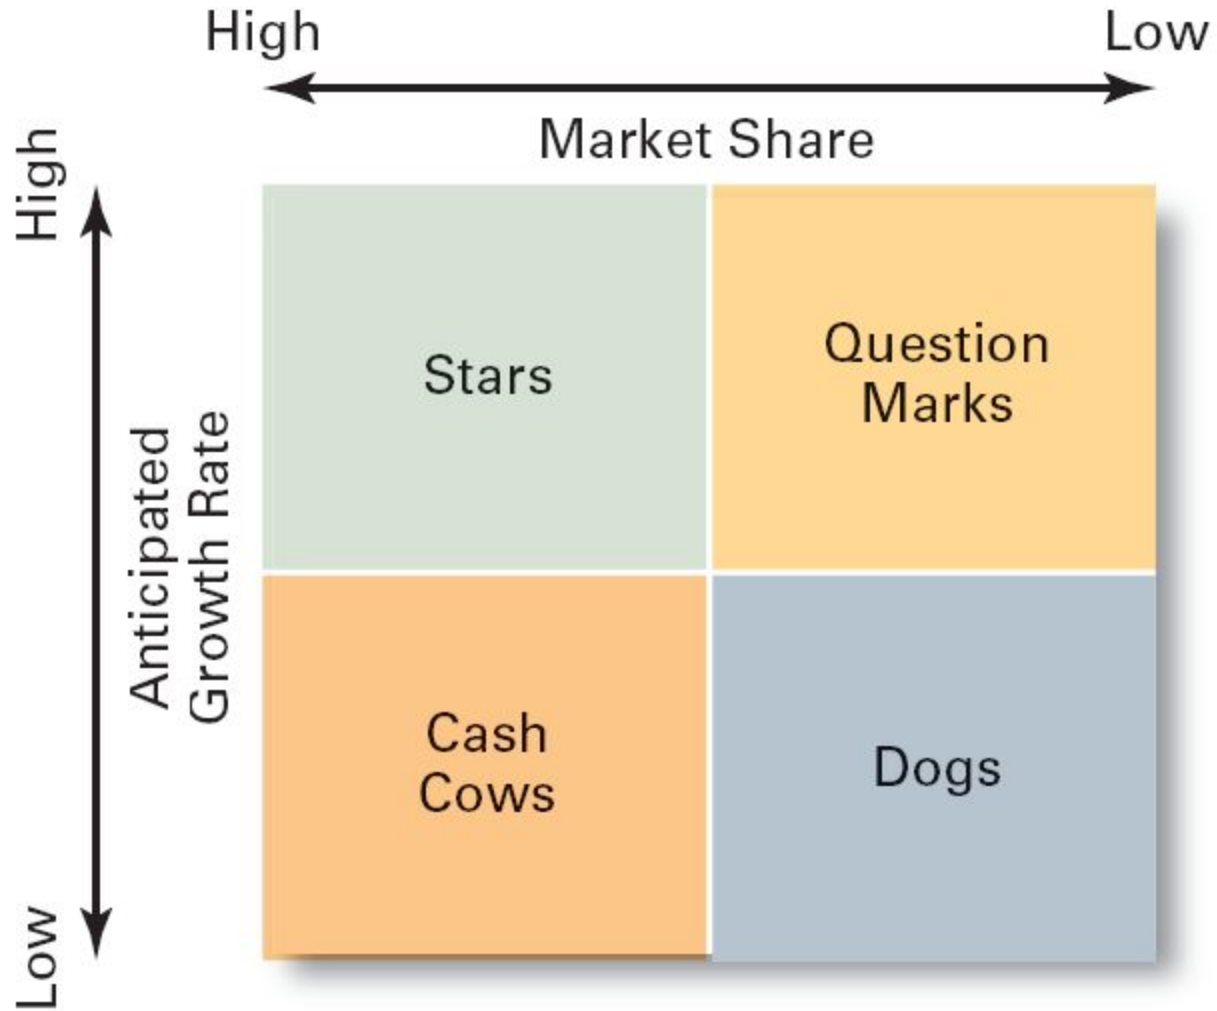 High
Low
Market Share
High
Anticipated
Growth Rate
Low
Stars
Question
Marks
Cash
Cows
Dogs